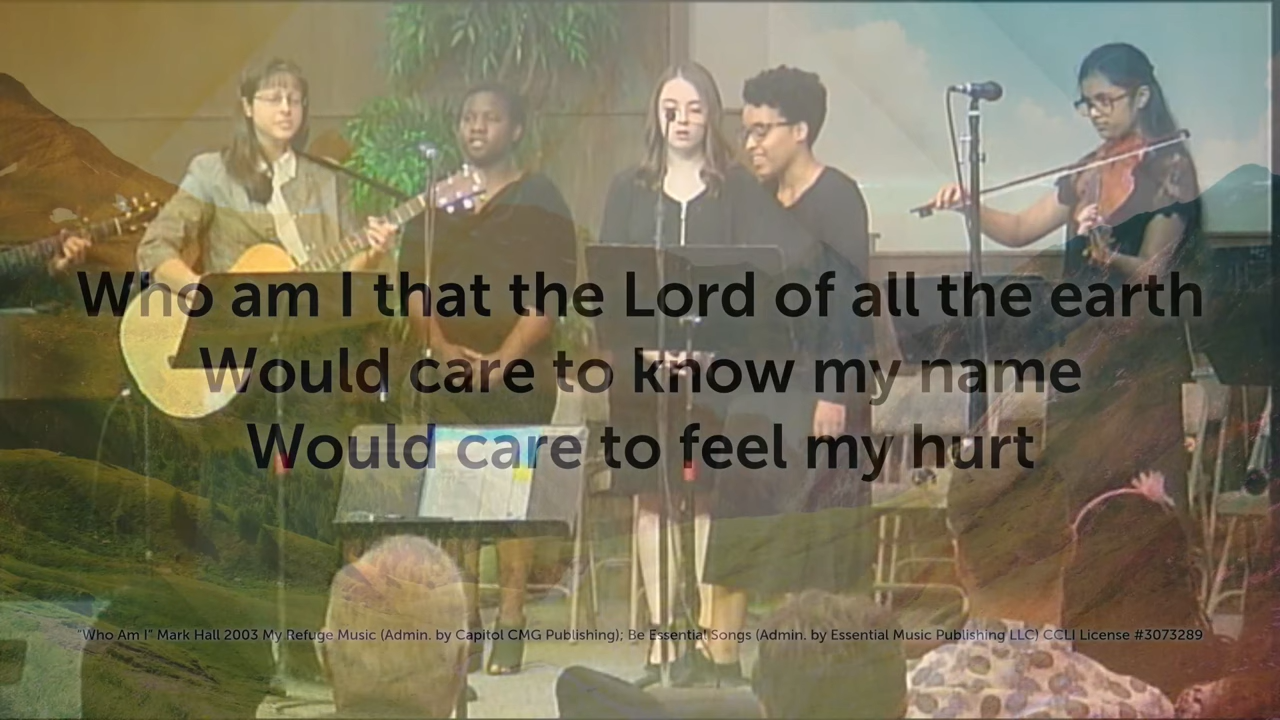 Who am I that the Lord of all the earth
Would care to know my name
Would care to feel my hurt
"Who Am I" Mark Hall 2003 My Refuge Music (Admin. by Capitol CMG Publishing); Be Essential Songs (Admin. by Essential Music Publishing LLC) CCLI License #3073289